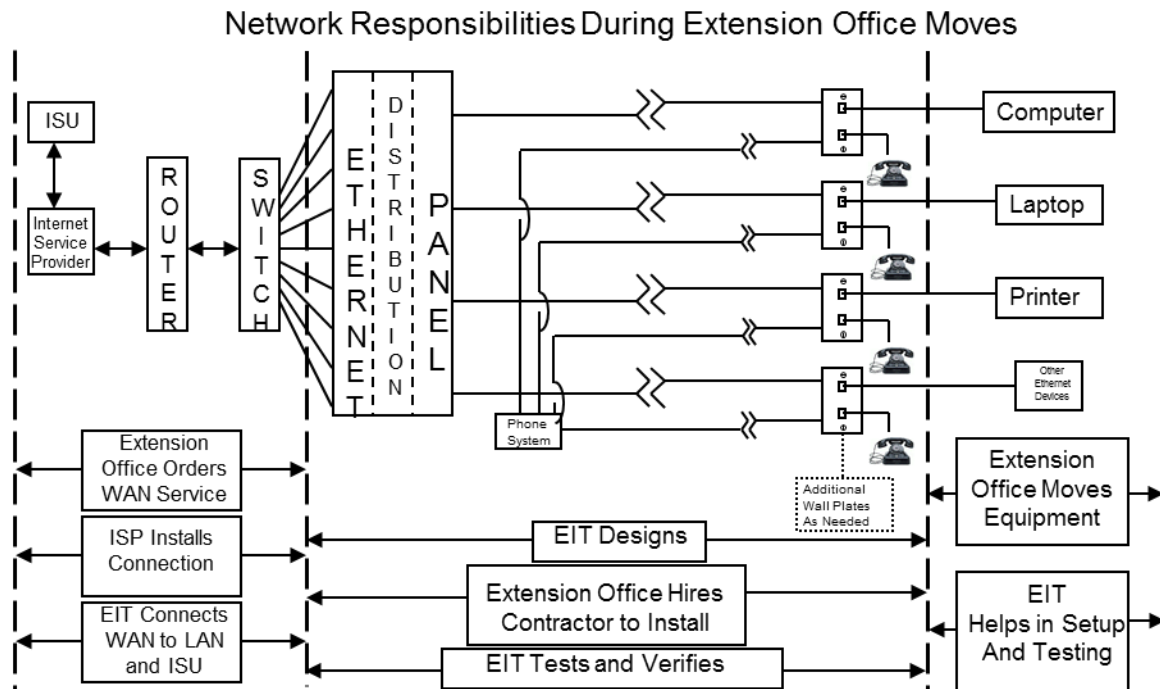 Network Responsibilities During Extension Office Moves
ISU
Internet
Service
Provider
ROUTER
SWITCH
ETHERNET
DISTRIBUTION
PANEL
Computer
Laptop
Printer
Other
Ethernet
Devices
Phone
System
Additional
Wall Plates
As Needed
Extension
Office Orders
WAN Service
ISP Installs
Connection
EIT Connects
WAN to LAN
and ISU
EIT Designs
Extension Office Hires
Contractor to Install
EIT Tests and Verifies
Extension
Office Moves
Equipment
EIT
Helps in Setup
And Testing